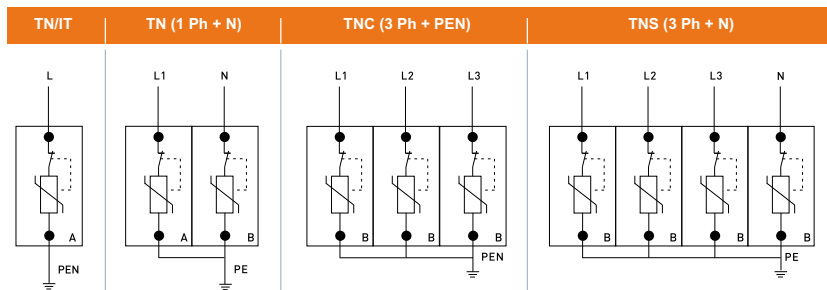 TN/IT TN (1 Ph + N) TNC (3 Ph + PEN) TNS (3 Ph + N)
L L1 N L1 L2 L3 L1 L2 L3 N
A A B B B B B B B B
PEN PE PEN PE